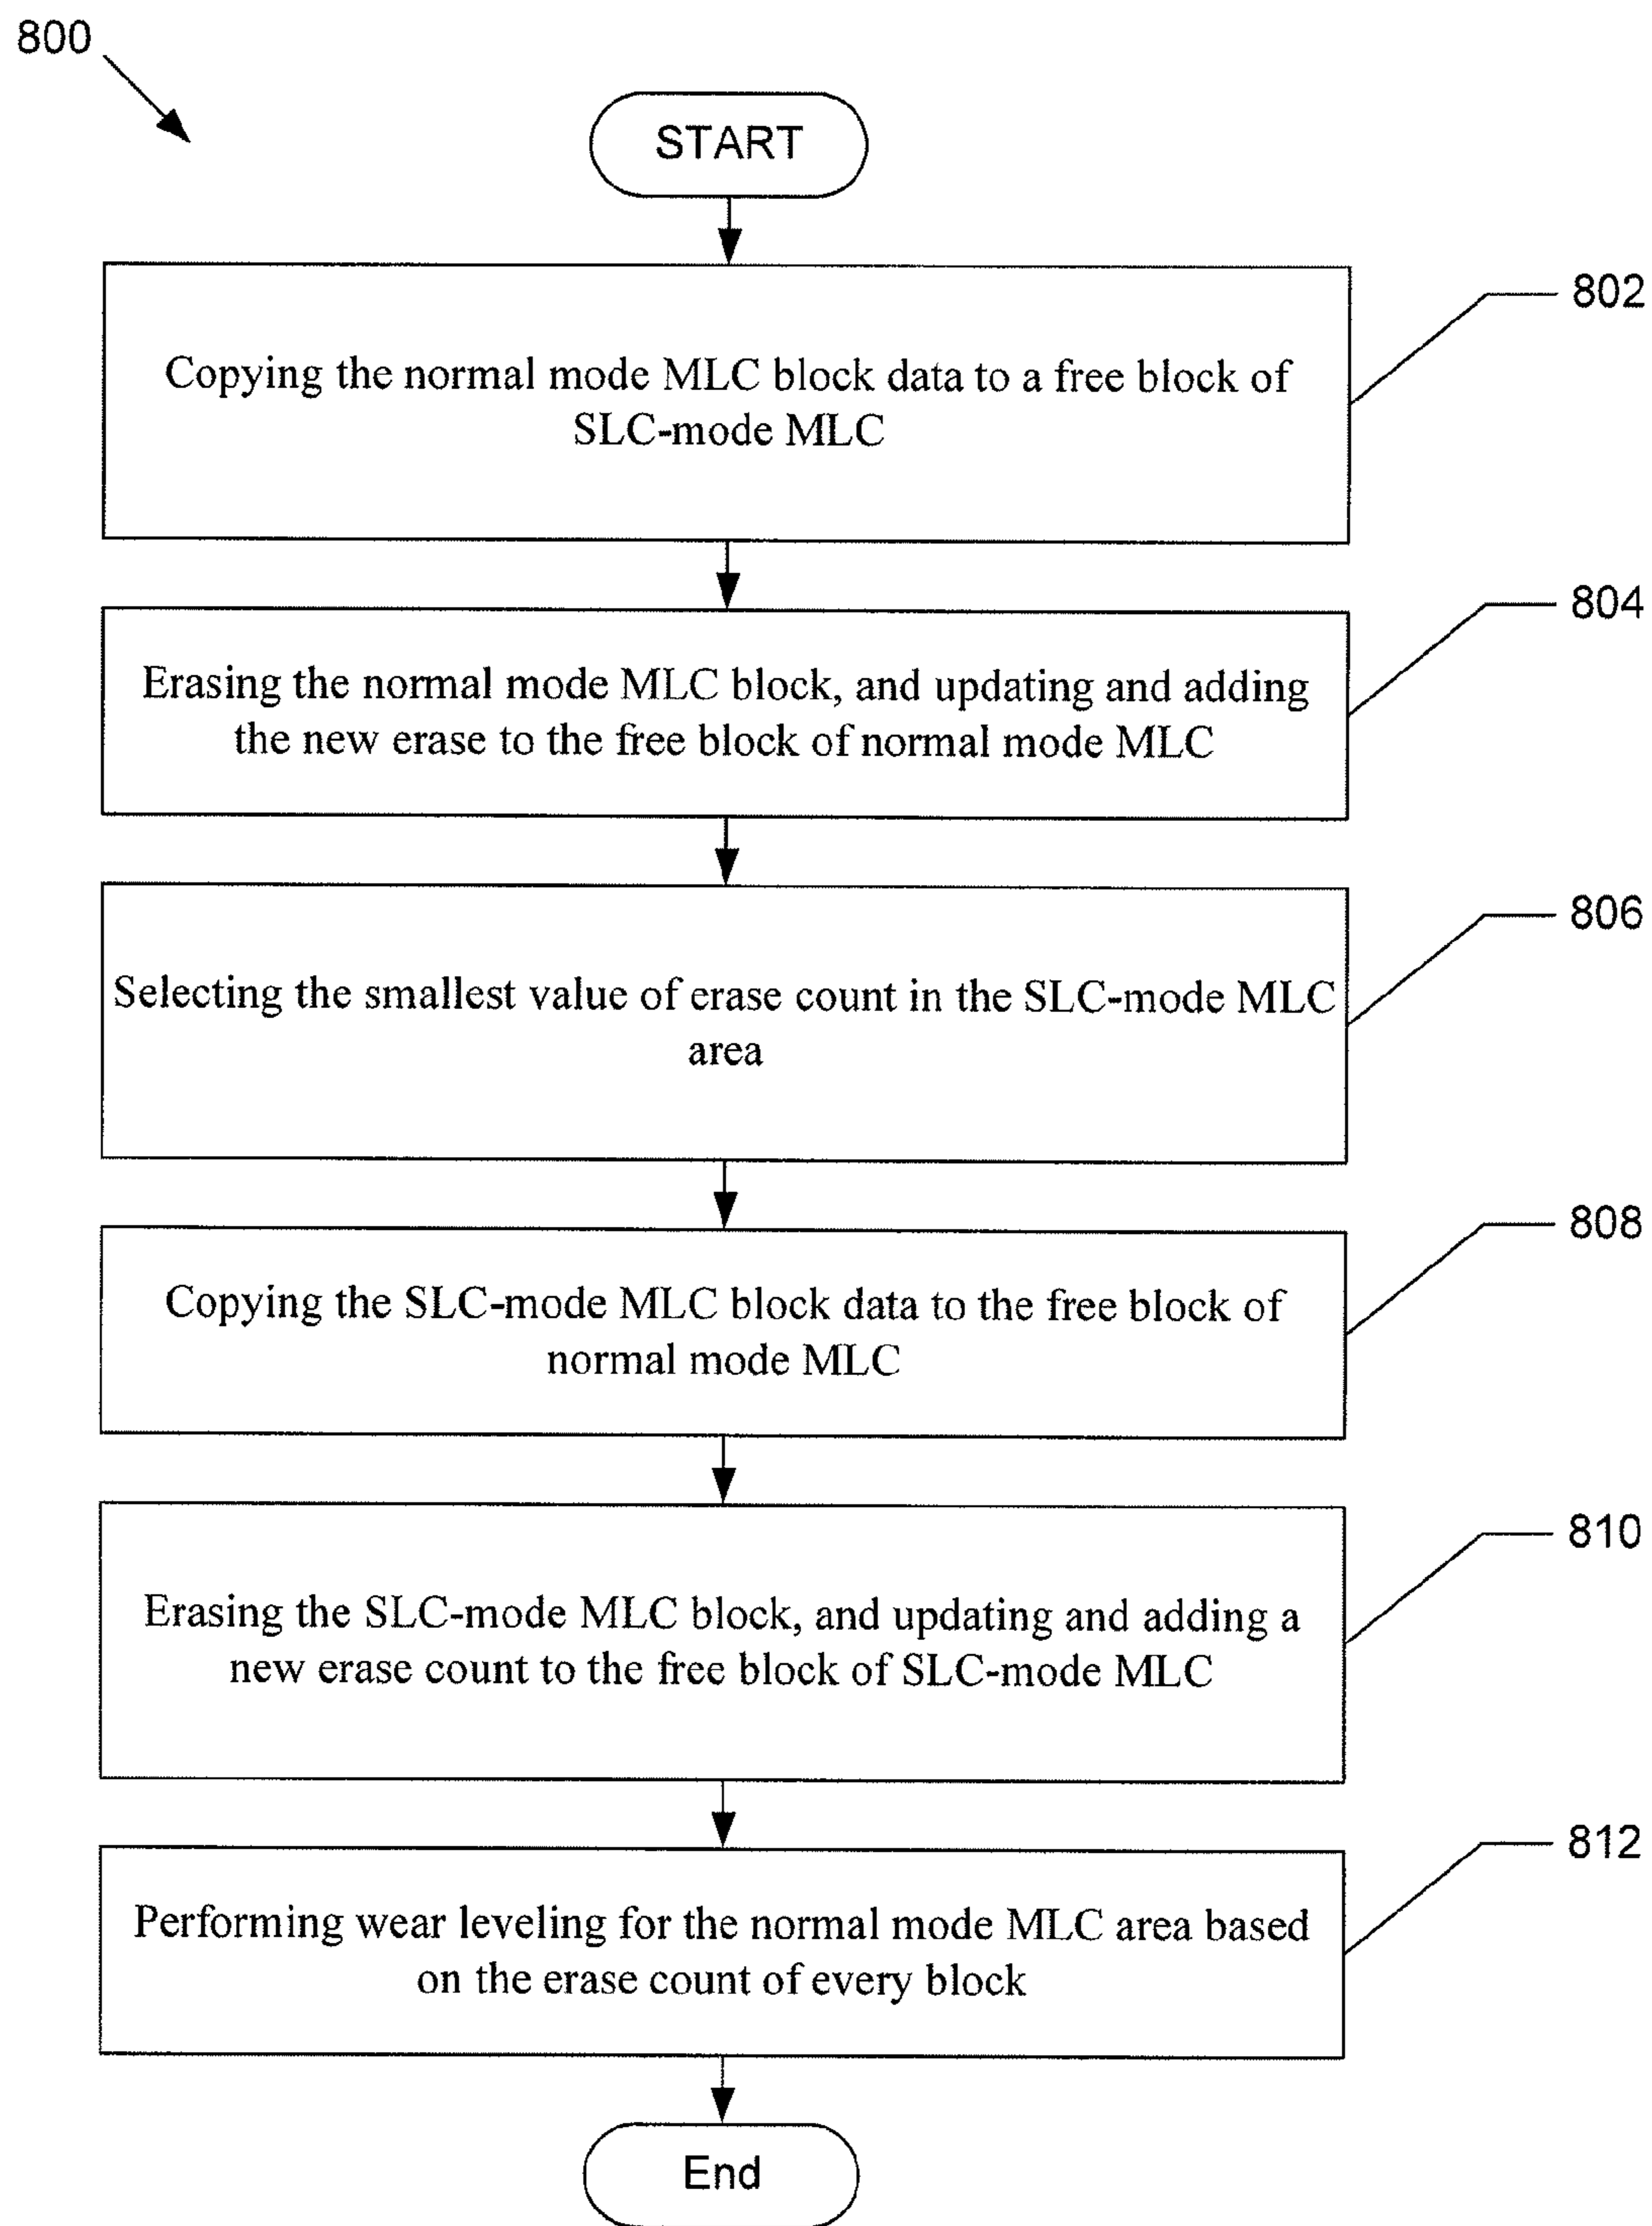 800
START
802
Copying the normal mode MLC block data to a free block of
SLC-mode MLC
804
Erasing the normal mode MLC block, and updating and adding
the new erase to the free block of normal mode MLC
806
Selecting the smallest value of erase count in the SLC-mode MLC
area
808
Copying the SLC-mode MLC block data to the free block of
normal mode MLC
810
Erasing the SLC-mode MLC block, and updating and adding a
new erase count to the free block of SLC-mode MLC
812
Performing wear leveling for the normal mode MLC area based
on the erase count of every block
End